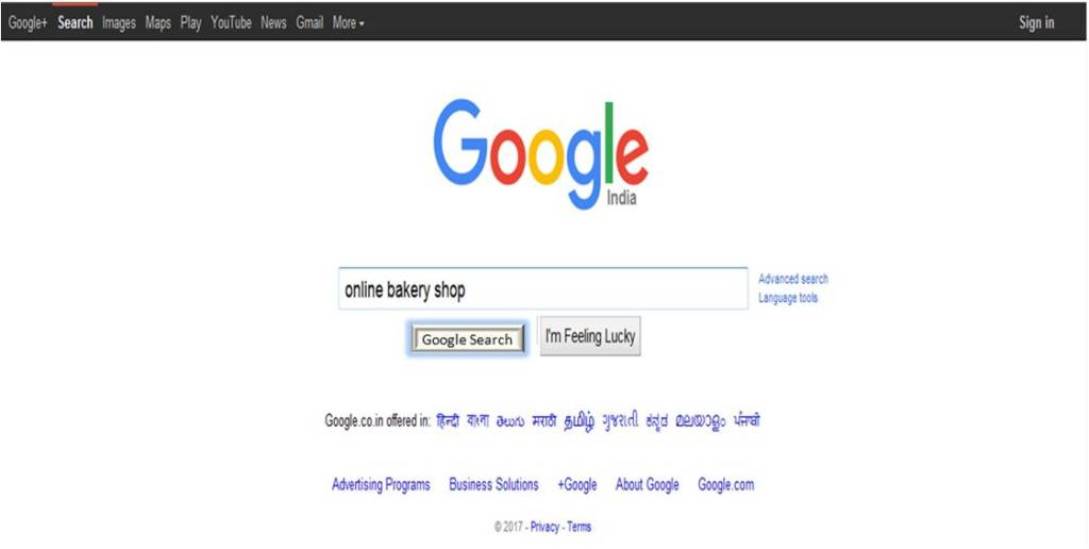 Google+ Search Images Maps Play YouTube News Gmail More
Sign in
Google
India
online bakery shop
Advanced search
Language tools
Google Search
I'm Feeling Lucky
Google.co.in offered in: हिन्दी বাংলা తెలుగు मराठी தமிழ் ગુજરાતી ಕನ್ನಡ മലയാളം ਪੰਜਾਬੀ
Advertising Programs Business Solutions +Google About Google Google.com
© 2017 - Privacy - Terms